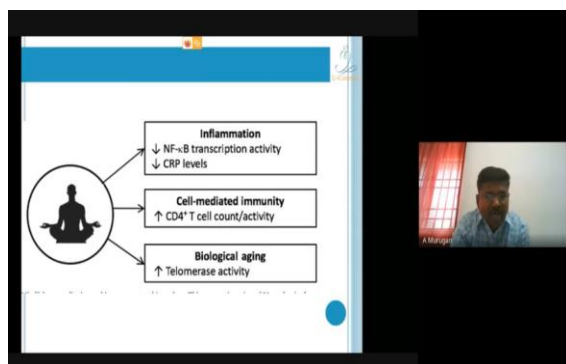 Inflammation
↓ NF-κB transcription activity
↓ CRP levels
Cell-mediated immunity
↑ CD4⁺ T cell count/activity
Biological aging
↑ Telomerase activity
A Murugan